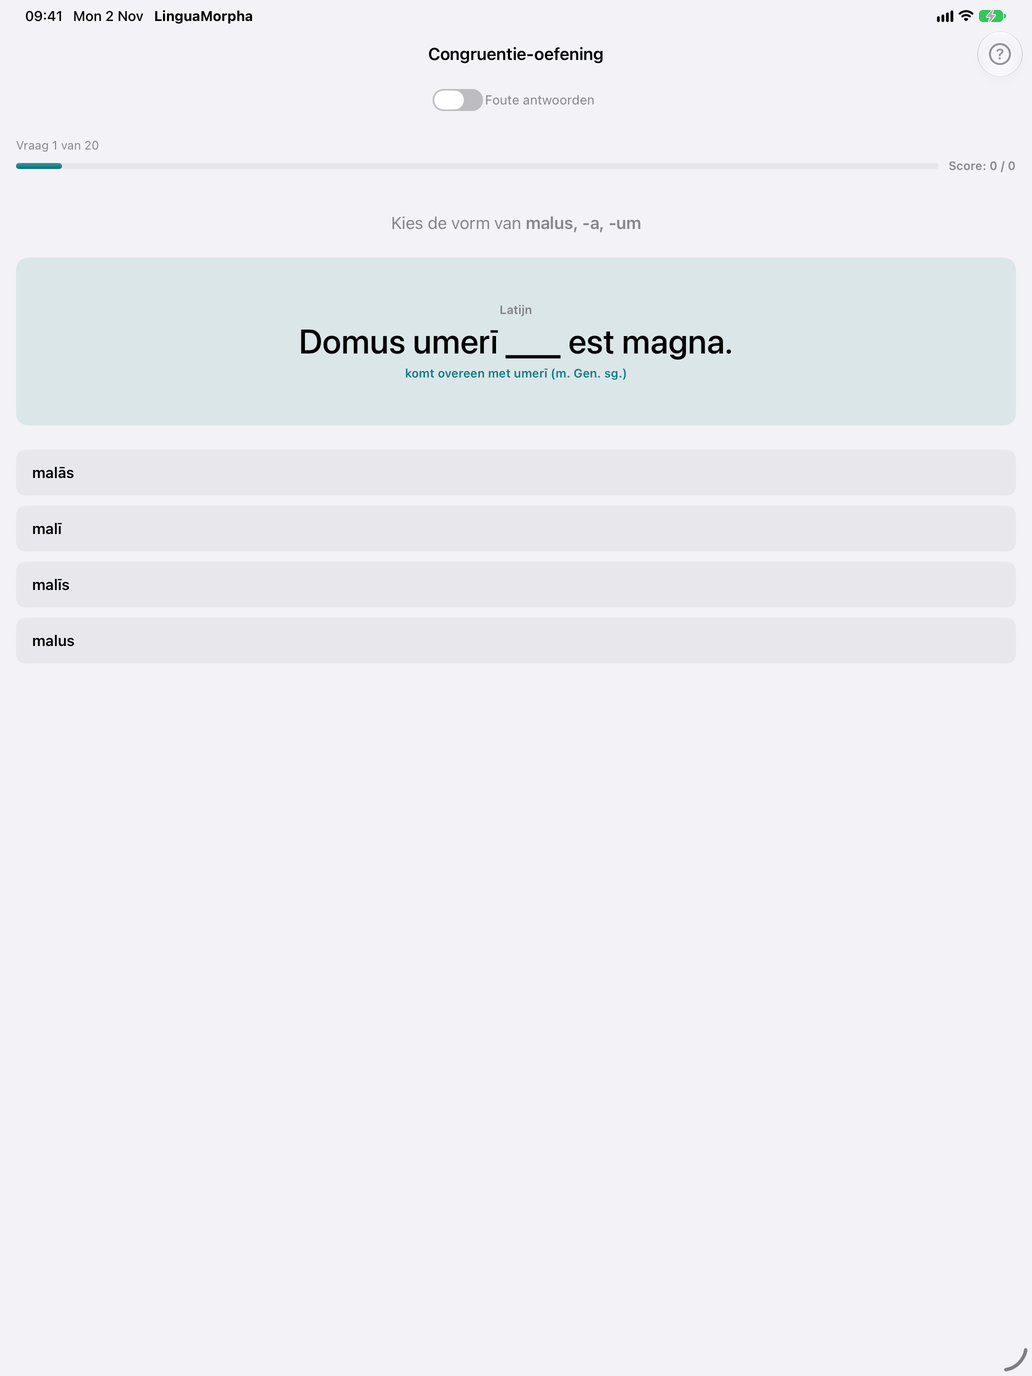 09:41 Mon 2 Nov LinguaMorpha
Congruentie-oefening
?
Foute antwoorden
Vraag 1 van 20
Score: 0 / 0
Kies de vorm van malus, -a, -um
Latijn
Domus umerī ____ est magna.
komt overeen met umerī (m. Gen. sg.)
malās
malī
malīs
malus